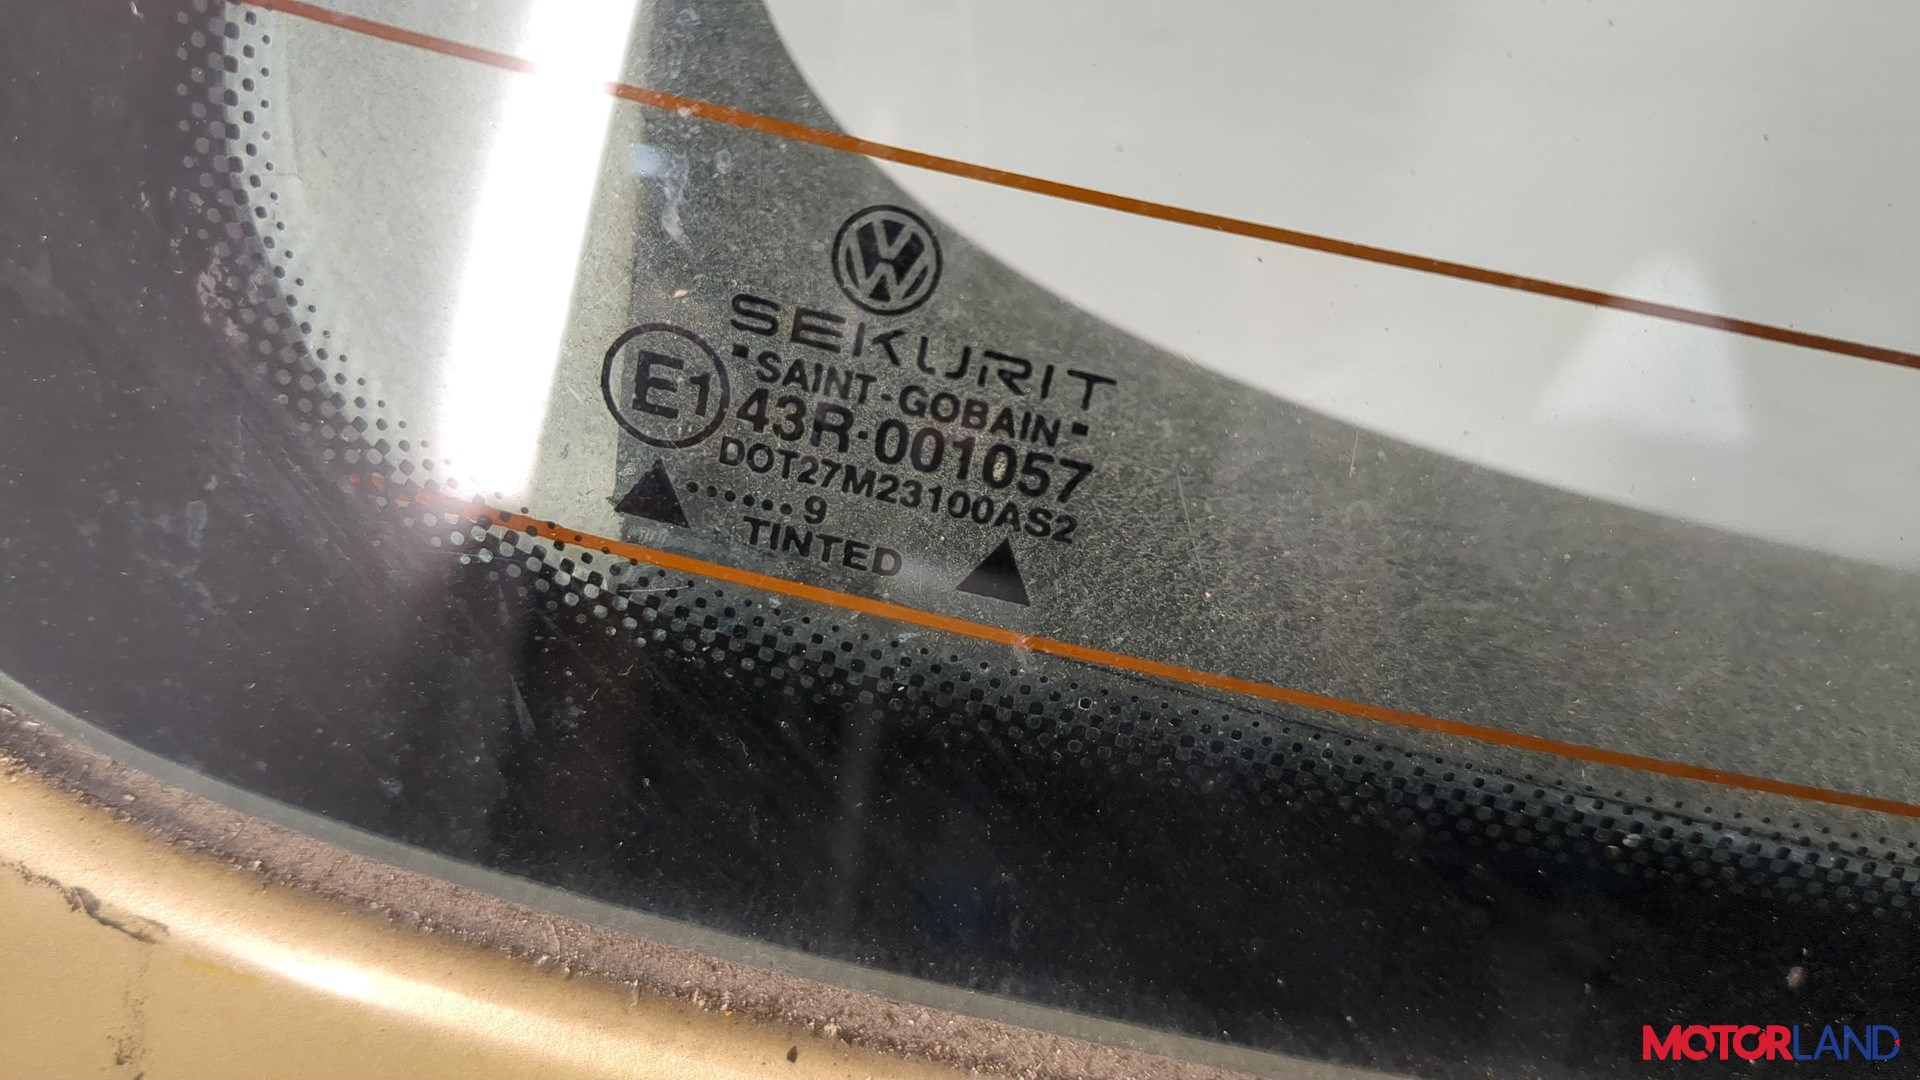 SEKURIT
"SAINT-GOBAIN"
E1 43R-001057
DOT27M23100AS2
......9
TINTED
MOTORLAND